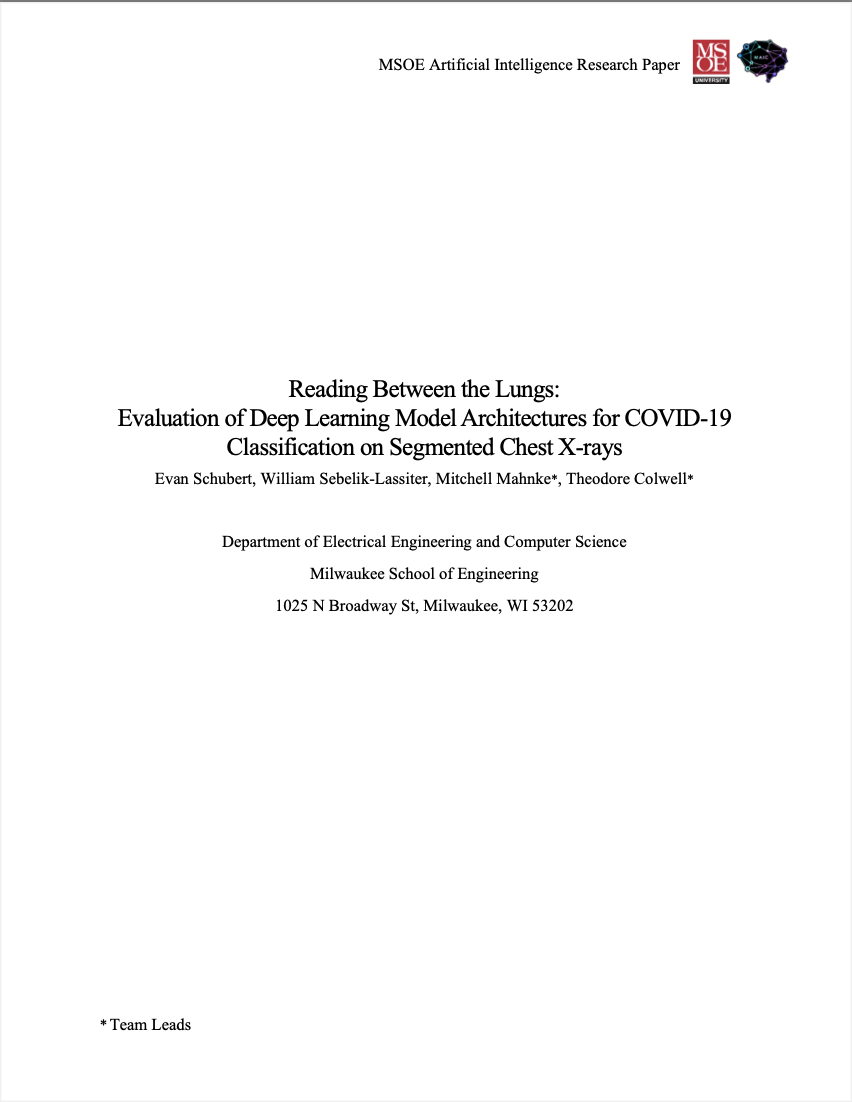 MSOE Artificial Intelligence Research Paper
MS
OE
UNIVERSITY
MAIC
Reading Between the Lungs:
Evaluation of Deep Learning Model Architectures for COVID-19
Classification on Segmented Chest X-rays
Evan Schubert, William Sebelik-Lassiter, Mitchell Mahnke*, Theodore Colwell*
Department of Electrical Engineering and Computer Science
Milwaukee School of Engineering
1025 N Broadway St, Milwaukee, WI 53202
* Team Leads